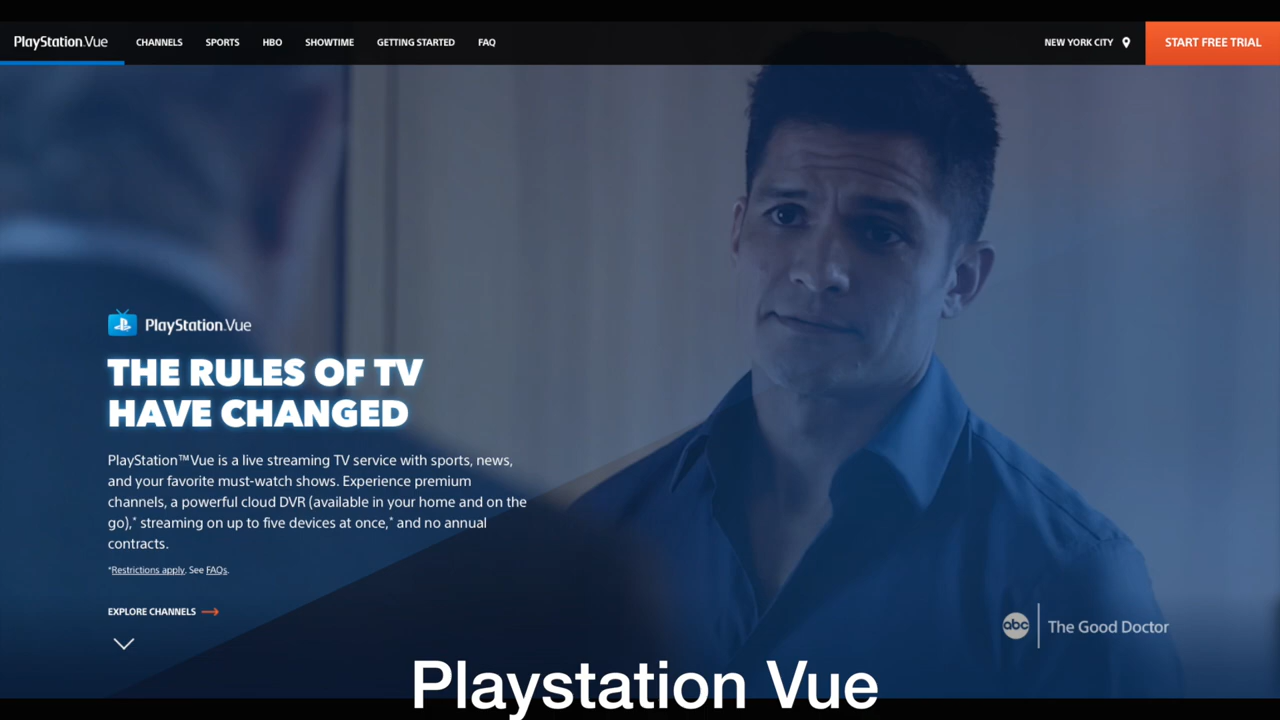 PlayStation.Vue CHANNELS SPORTS HBO SHOWTIME GETTING STARTED FAQ NEW YORK CITY START FREE TRIAL
PlayStation.Vue
THE RULES OF TV
HAVE CHANGED
PlayStation™Vue is a live streaming TV service with sports, news,
and your favorite must-watch shows. Experience premium
channels, a powerful cloud DVR (available in your home and on the
go),* streaming on up to five devices at once,* and no annual
contracts.
*Restrictions apply. See FAQs.
EXPLORE CHANNELS
abc The Good Doctor
Playstation Vue